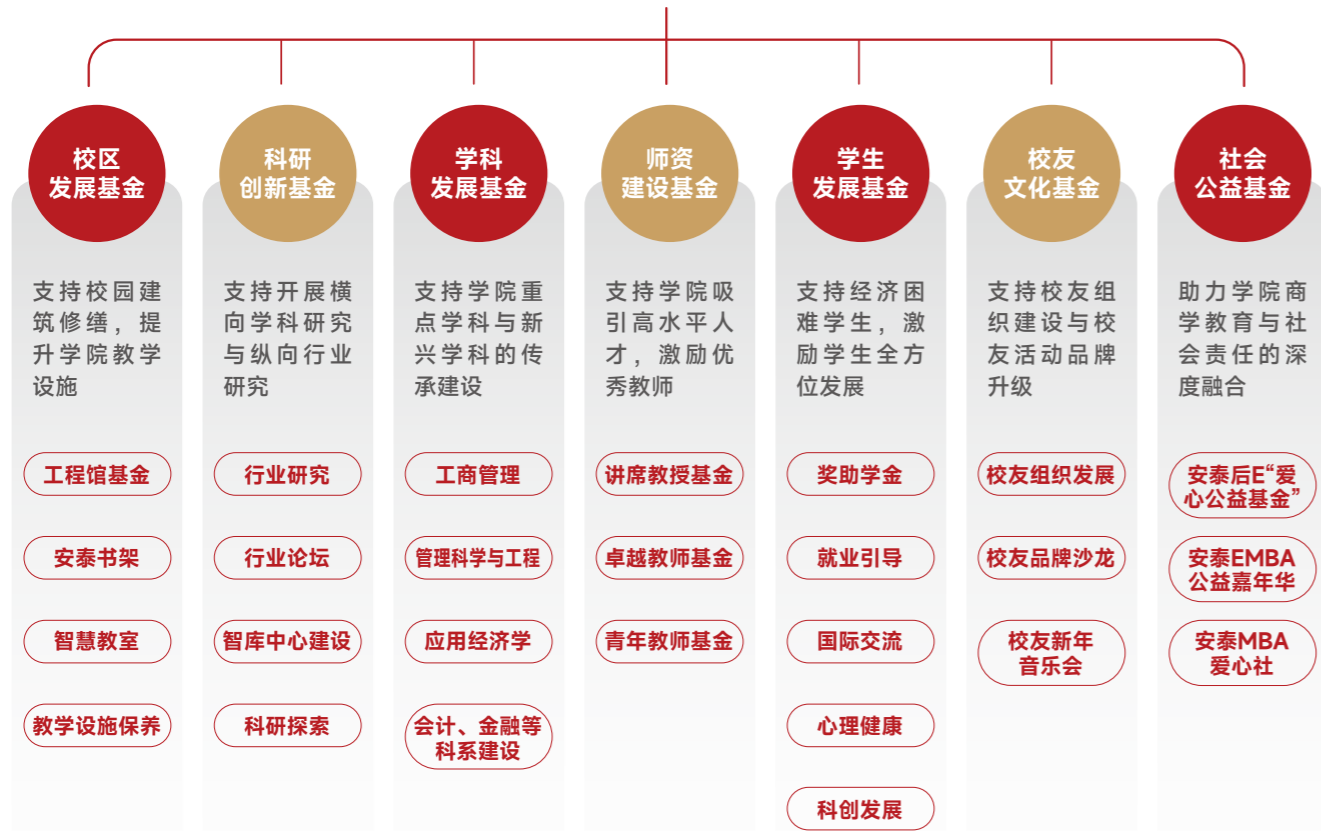 校区
发展基金
支持校园建
筑修缮，提
升学院教学
设施
工程馆基金
安泰书架
智慧教室
教学设施保养
科研
创新基金
支持开展横
向学科研究
与纵向行业
研究
行业研究
行业论坛
智库中心建设
科研探索
学科
发展基金
支持学院重
点学科与新
兴学科的传
承建设
工商管理
管理科学与工程
应用经济学
会计、金融等
科系建设
师资
建设基金
支持学院吸
引高水平人
才，激励优
秀教师
讲席教授基金
卓越教师基金
青年教师基金
学生
发展基金
支持经济困
难学生，激
励学生全方
位发展
奖助学金
就业引导
国际交流
心理健康
科创发展
校友
文化基金
支持校友组
织建设与校
友活动品牌
升级
校友组织发展
校友品牌沙龙
校友新年
音乐会
社会
公益基金
助力学院商
学教育与社
会责任的深
度融合
安泰后E“爱
心公益基金”
安泰EMBA
公益嘉年华
安泰MBA
爱心社